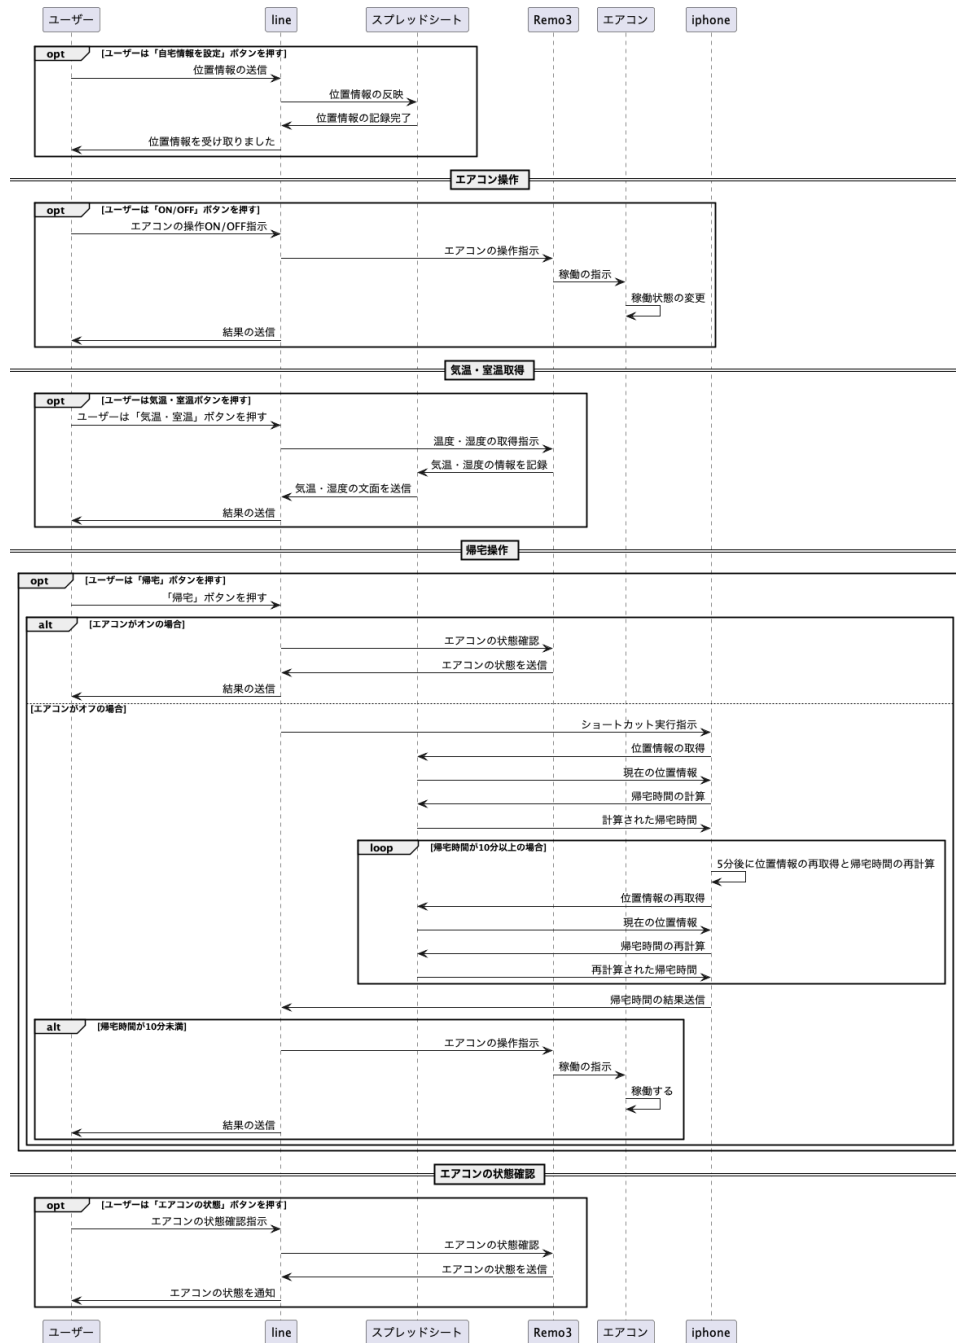 ユーザー
line
スプレッドシート
Remo3
エアコン
iphone
opt
[ユーザーは「自宅情報を設定」ボタンを押す]
位置情報の送信
位置情報の反映
位置情報の記録完了
位置情報を受け取りました
エアコン操作
opt
[ユーザーは「ON/OFF」ボタンを押す]
エアコンの操作ON/OFF指示
エアコンの操作指示
稼働の指示
稼働状態の変更
結果の送信
気温・室温取得
opt
[ユーザーは気温・室温ボタンを押す]
ユーザーは「気温・室温」ボタンを押す
温度・湿度の取得指示
気温・湿度の情報を記録
気温・湿度の文面を送信
結果の送信
帰宅操作
opt
[ユーザーは「帰宅」ボタンを押す]
「帰宅」ボタンを押す
alt
[エアコンがオンの場合]
エアコンの状態確認
エアコンの状態を送信
結果の送信
[エアコンがオフの場合]
ショートカット実行指示
位置情報の取得
現在の位置情報
帰宅時間の計算
計算された帰宅時間
loop
[帰宅時間が10分以上の場合]
5分後に位置情報の再取得と帰宅時間の再計算
位置情報の再取得
現在の位置情報
帰宅時間の再計算
再計算された帰宅時間
帰宅時間の結果送信
alt
[帰宅時間が10分未満]
エアコンの操作指示
稼働の指示
稼働する
結果の送信
エアコンの状態確認
opt
[ユーザーは「エアコンの状態」ボタンを押す]
エアコンの状態確認指示
エアコンの状態確認
エアコンの状態を送信
エアコンの状態を通知
ユーザー
line
スプレッドシート
Remo3
エアコン
iphone